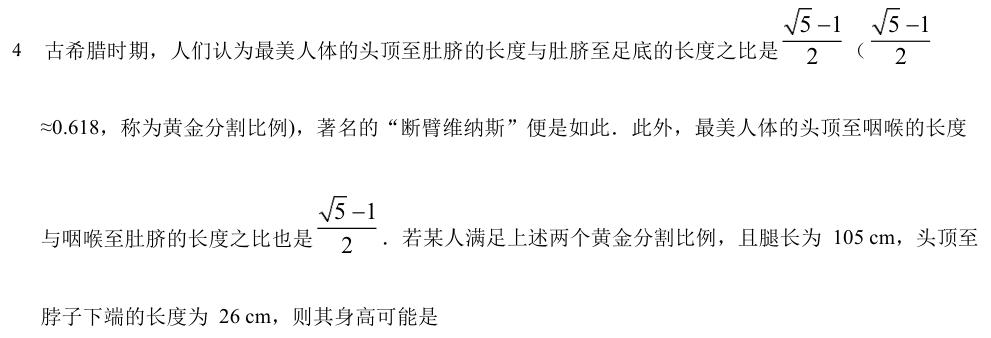 4 古希腊时期，人们认为最美人体的头顶至肚脐的长度与肚脐至足底的长度之比是 (√5−1)/2（(√5−1)/2
≈0.618，称为黄金分割比例)，著名的“断臂维纳斯”便是如此．此外，最美人体的头顶至咽喉的长度
与咽喉至肚脐的长度之比也是 (√5−1)/2．若某人满足上述两个黄金分割比例，且腿长为 105 cm，头顶至
脖子下端的长度为 26 cm，则其身高可能是